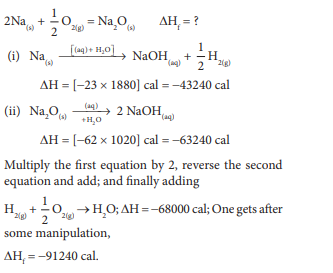 2Na(s) + 1/2 O2(g) = Na2O(s)   ΔHf = ?
(i) Na(s) —[(aq)+ H2O]→ NaOH(aq) + 1/2 H2(g)
ΔH = [–23 × 1880] cal = –43240 cal
(ii) Na2O(s) —(aq) +H2O→ 2 NaOH(aq)
ΔH = [–62 × 1020] cal = –63240 cal
Multiply the first equation by 2, reverse the second
equation and add; and finally adding
H2(g) + 1/2 O2(g) → H2O; ΔH = –68000 cal; One gets after
some manipulation,
ΔHf = –91240 cal.